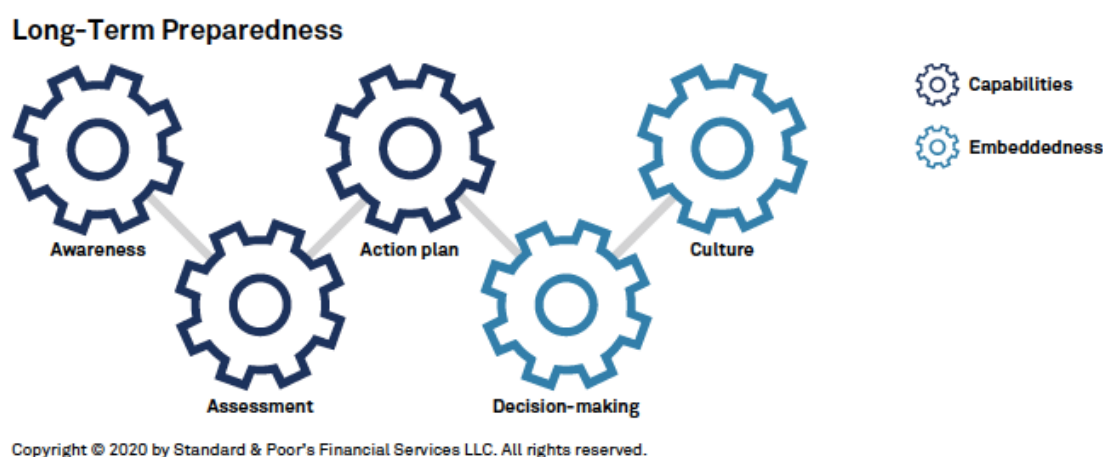 Long-Term Preparedness
Capabilities
Embeddedness
Awareness
Action plan
Culture
Assessment
Decision-making
Copyright © 2020 by Standard & Poor's Financial Services LLC. All rights reserved.